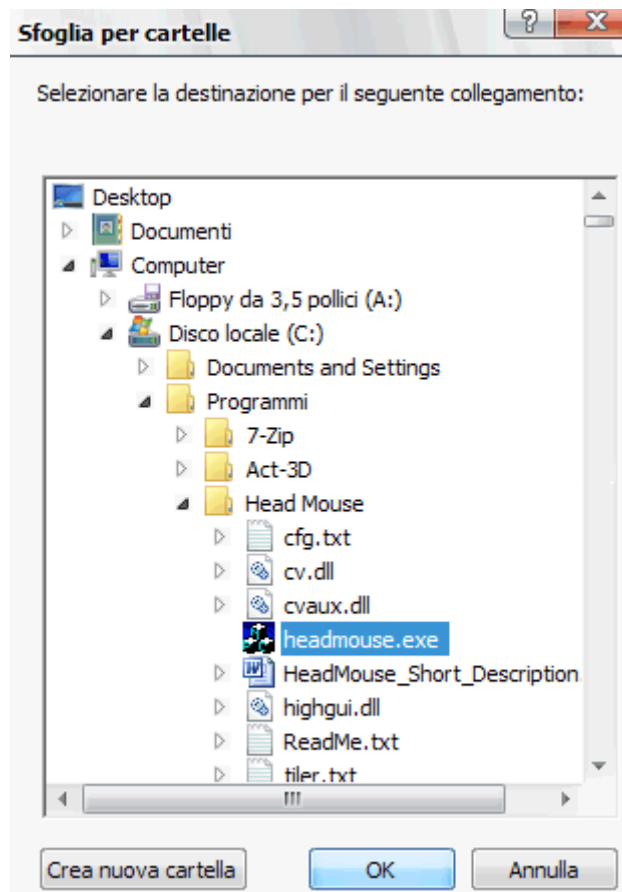 Sfoglia per cartelle
Selezionare la destinazione per il seguente collegamento:
Desktop
Documenti
Computer
Floppy da 3,5 pollici (A:)
Disco locale (C:)
Documents and Settings
Programmi
7-Zip
Act-3D
Head Mouse
cfg.txt
cv.dll
cvaux.dll
headmouse.exe
HeadMouse_Short_Description.
highgui.dll
ReadMe.txt
tiler.txt
Crea nuova cartella OK Annulla